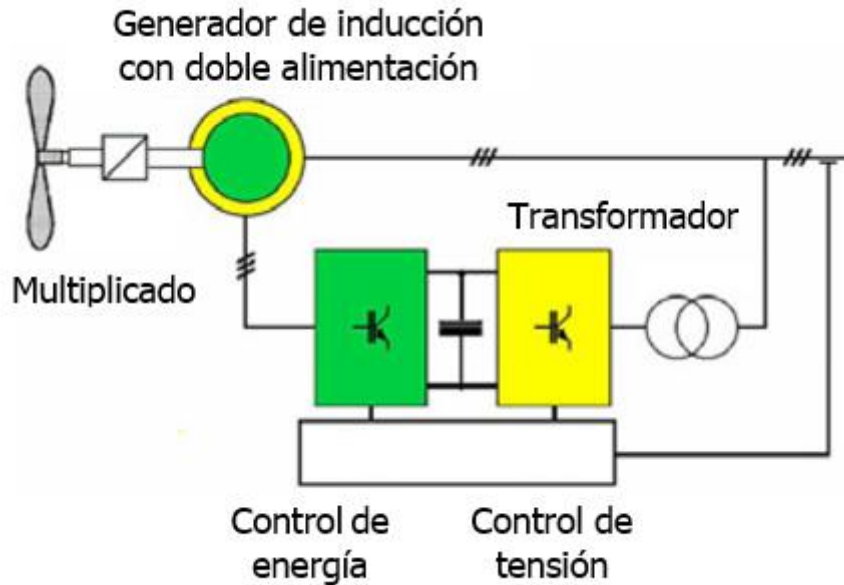 Generador de inducción
con doble alimentación
Transformador
Multiplicado
Control de
energía
Control de
tensión